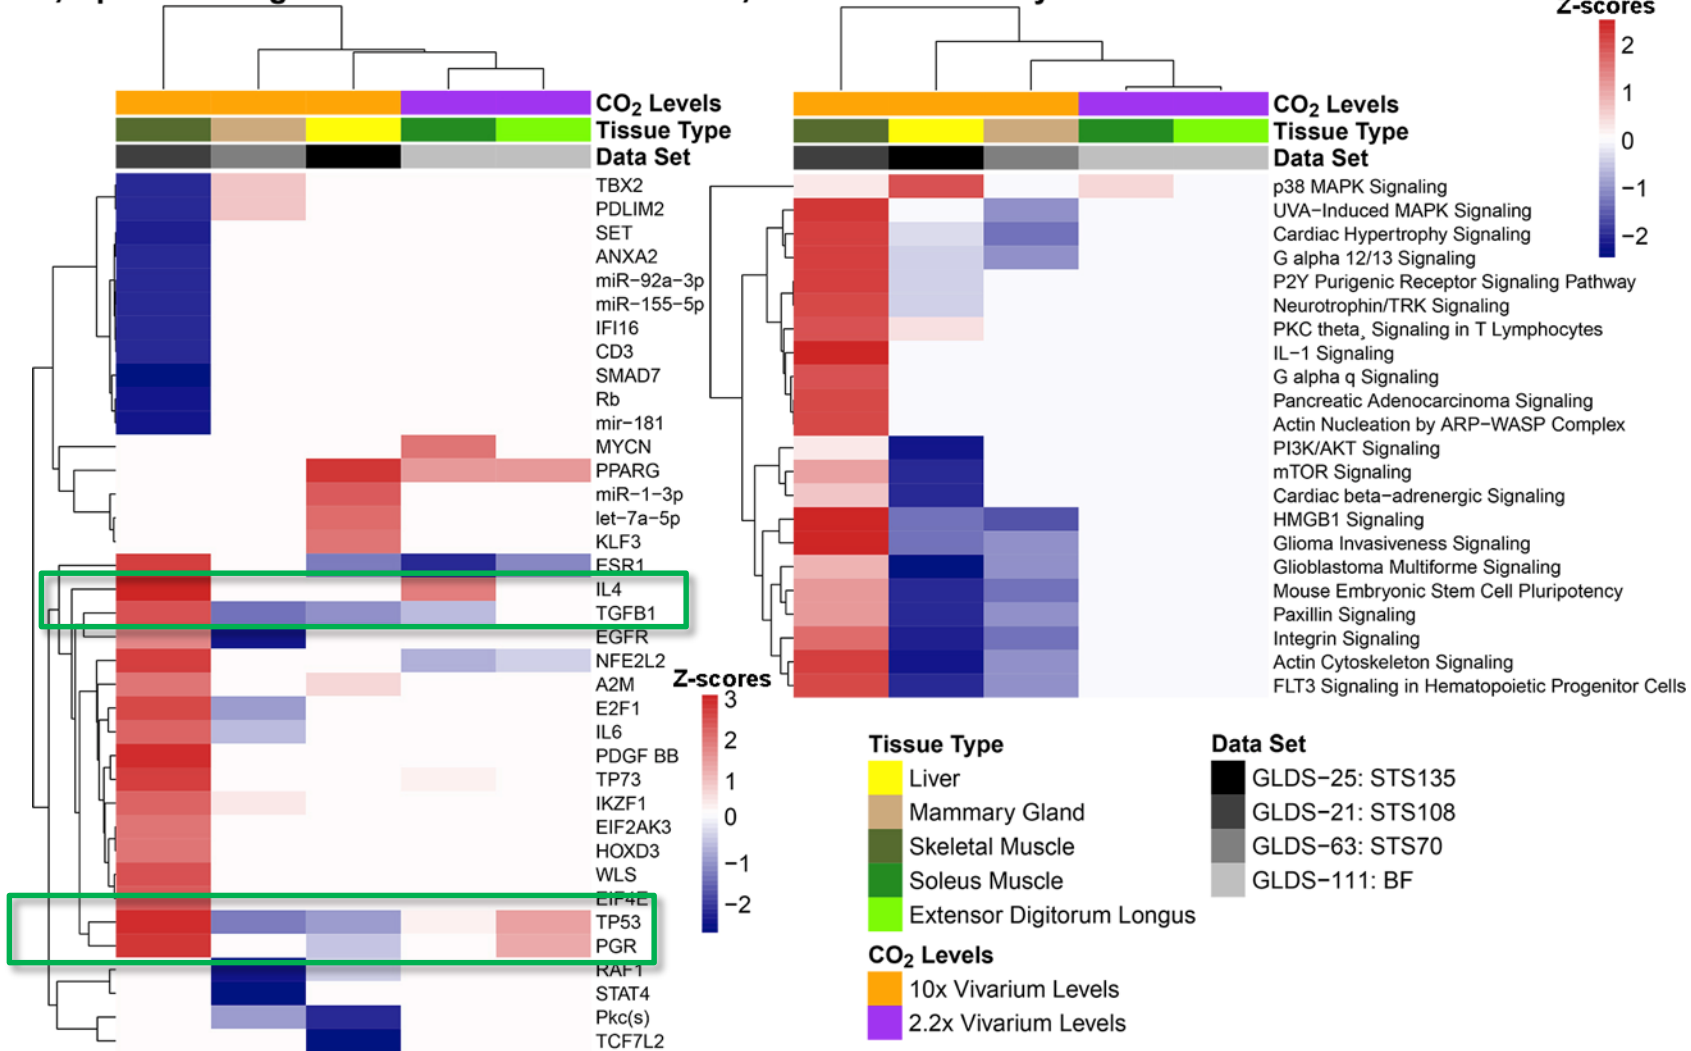 Z-scores
2
1
0
−1
−2
CO2 Levels
Tissue Type
Data Set
TBX2
PDLIM2
SET
ANXA2
miR−92a−3p
miR−155−5p
IFI16
CD3
SMAD7
Rb
mir−181
MYCN
PPARG
miR−1−3p
let−7a−5p
KLF3
ESR1
IL4
TGFB1
EGFR
NFE2L2
A2M
E2F1
IL6
PDGF BB
TP73
IKZF1
EIF2AK3
HOXD3
WLS
EIF4E
TP53
PGR
RAF1
STAT4
Pkc(s)
TCF7L2
Z−scores
3
2
1
0
−1
−2
CO2 Levels
Tissue Type
Data Set
p38 MAPK Signaling
UVA−Induced MAPK Signaling
Cardiac Hypertrophy Signaling
G alpha 12/13 Signaling
P2Y Purigenic Receptor Signaling Pathway
Neurotrophin/TRK Signaling
PKC theta¸ Signaling in T Lymphocytes
IL−1 Signaling
G alpha q Signaling
Pancreatic Adenocarcinoma Signaling
Actin Nucleation by ARP−WASP Complex
PI3K/AKT Signaling
mTOR Signaling
Cardiac beta−adrenergic Signaling
HMGB1 Signaling
Glioma Invasiveness Signaling
Glioblastoma Multiforme Signaling
Mouse Embryonic Stem Cell Pluripotency
Paxillin Signaling
Integrin Signaling
Actin Cytoskeleton Signaling
FLT3 Signaling in Hematopoietic Progenitor Cells
Tissue Type
Liver
Mammary Gland
Skeletal Muscle
Soleus Muscle
Extensor Digitorum Longus
CO2 Levels
10x Vivarium Levels
2.2x Vivarium Levels
Data Set
GLDS−25: STS135
GLDS−21: STS108
GLDS−63: STS70
GLDS−111: BF